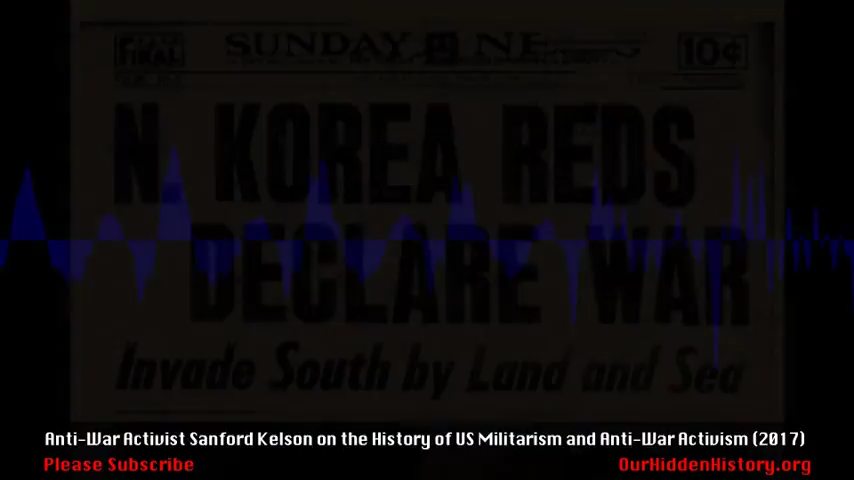 FINAL
SUNDAY NE
10¢
N. KOREA REDS
DECLARE WAR
Invade South by Land and Sea
Anti-War Activist Sanford Kelson on the History of US Militarism and Anti-War Activism (2017)
Please Subscribe
OurHiddenHistory.org